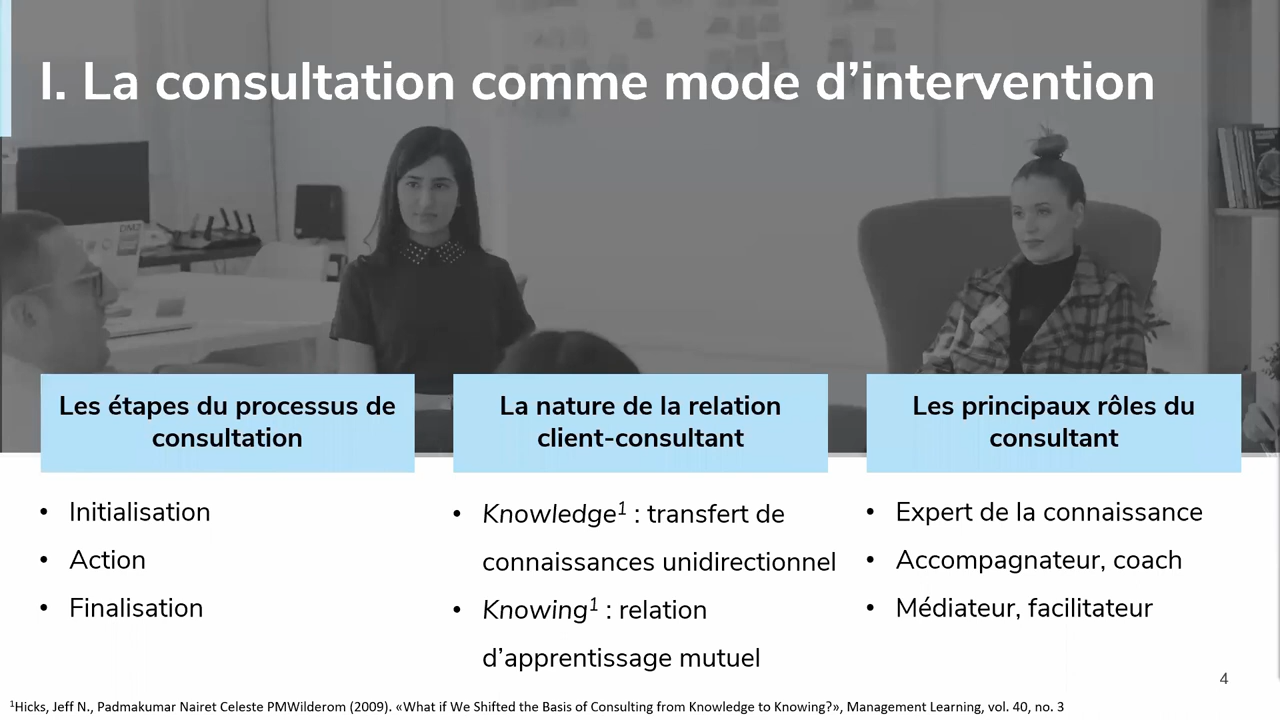 I. La consultation comme mode d’intervention
Les étapes du processus de
consultation
Initialisation
Action
Finalisation
La nature de la relation
client-consultant
Knowledge¹ : transfert de
connaissances unidirectionnel
Knowing¹ : relation
d’apprentissage mutuel
Les principaux rôles du
consultant
Expert de la connaissance
Accompagnateur, coach
Médiateur, facilitateur
4
¹Hicks, Jeff N., Padmakumar Nairet Celeste PMWilderom (2009). «What if We Shifted the Basis of Consulting from Knowledge to Knowing?», Management Learning, vol. 40, no. 3